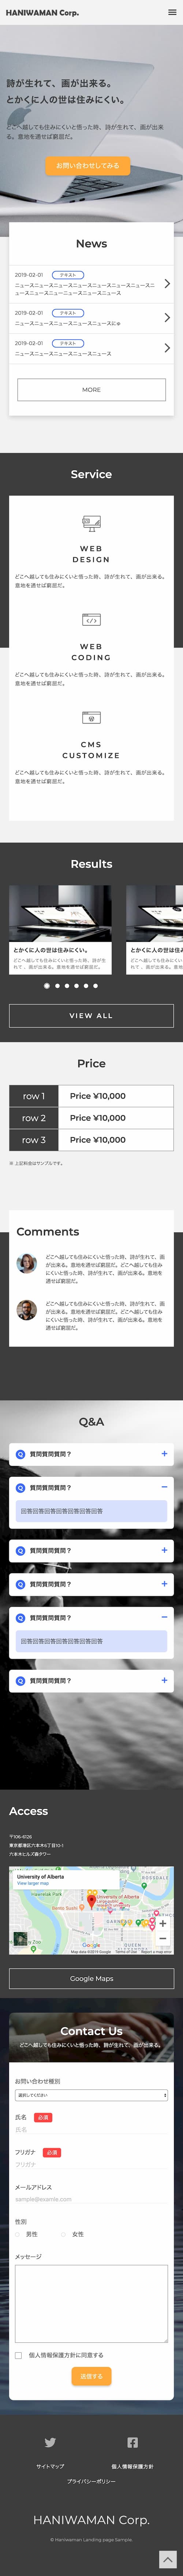 HANIWAMAN Corp.
詩が生れて、画が出来る。
とかくに人の世は住みにくい。
どこへ越しても住みにくいと悟った時、詩が生れて、画が出来る。
意地を通せば窮屈だ。
お問い合わせしてみる
News
2019-02-01 テキスト
ニュースニュースニュースニュースニュースニュースニュースニ
ュースニュースニューニュースニュースニュース
2019-02-01 テキスト
ニュースニュースニュースニュースニュースにゅ
2019-02-01 テキスト
ニュースニュースニュースニュースニュース
MORE
Service
WEB
DESIGN
どこへ越しても住みにくいと悟った時、詩が生れて、画が出来る。
意地を通せば窮屈だ。
WEB
CODING
どこへ越しても住みにくいと悟った時、詩が生れて、画が出来る。
意地を通せば窮屈だ。
CMS
CUSTOMIZE
どこへ越しても住みにくいと悟った時、詩が生れて、画が出来る。
意地を通せば窮屈だ。
Results
とかくに人の世は住みにくい。
どこへ越しても住みにくいと悟った時、詩が生
れて、画が出来る。意地を通せば窮屈だ。
とかくに人の世は住
どこへ越しても住みに
れて、画が出来る。意
VIEW ALL
Price
row 1 Price ¥10,000
row 2 Price ¥10,000
row 3 Price ¥10,000
※ 上記料金はサンプルです。
Comments
どこへ越しても住みにくいと悟った時、詩が生れて、画
が出来る。意地を通せば窮屈だ。どこへ越しても住みに
くいと悟った時、詩が生れて、画が出来る。意地を通せ
ば窮屈だ。
どこへ越しても住みにくいと悟った時、詩が生れて、画
が出来る。意地を通せば窮屈だ。どこへ越しても住みに
くいと悟った時、詩が生れて、画が出来る。意地を通せ
ば窮屈だ。
Q&A
Q 質問質問質問？
Q 質問質問質問？
回答回答回答回答回答回答回答
Q 質問質問質問？
Q 質問質問質問？
Q 質問質問質問？
回答回答回答回答回答回答回答
Q 質問質問質問？
Access
〒106-6126
東京都港区六本木6丁目10-1
六本木ヒルズ森タワー
University of Alberta
View larger map
Google
Map data ©2019 Google Terms of Use Report a map error
Google Maps
Contact Us
どこへ越しても住みにくいと悟った時、詩が生れて、画が出来る。
お問い合わせ種別
選択してください
氏名 必須
氏名
フリガナ 必須
フリガナ
メールアドレス
sample@examle.com
性別
男性 女性
メッセージ
個人情報保護方針に同意する
送信する
サイトマップ 個人情報保護方針
プライバシーポリシー
HANIWAMAN Corp.
© Haniwaman Landing page Sample.